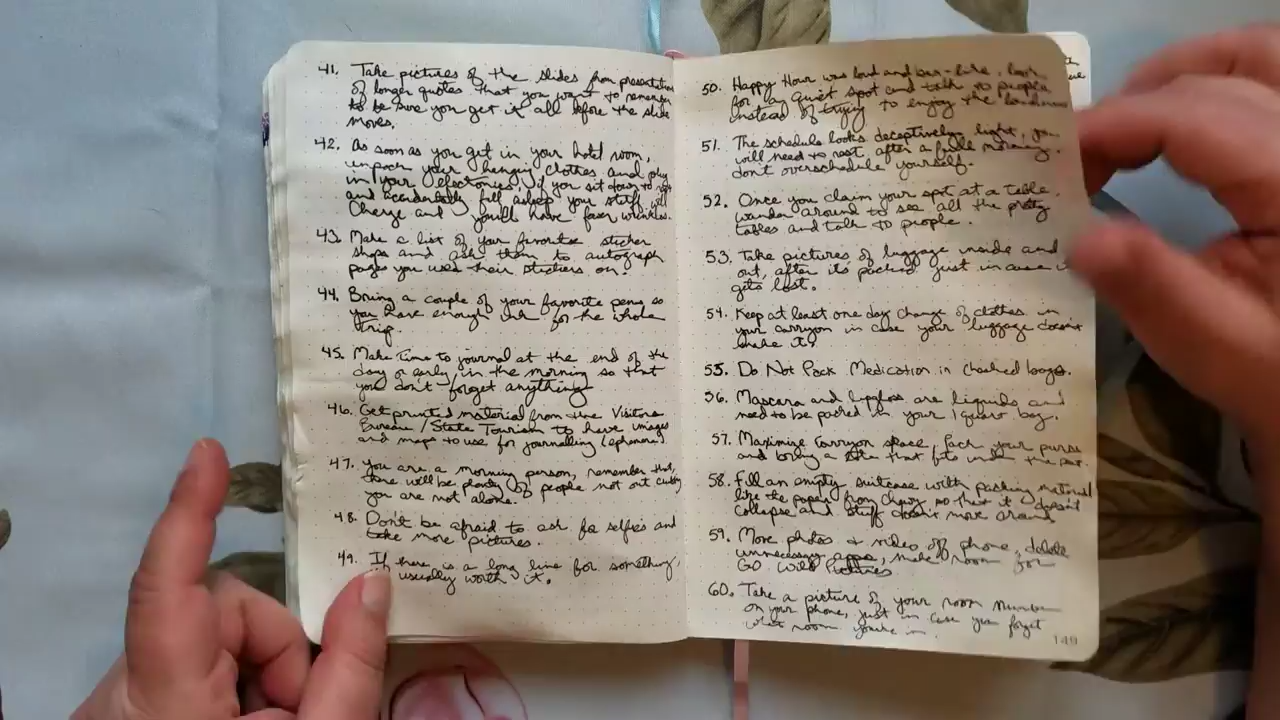 41. Take pictures of the slides from presentation
of longer quotes that you want to remember
to be sure you get it all before the slide
moves.
42. As soon as you get in your hotel room,
unpack your hanging clothes and plug
in your electronics, if you sit down to
and accidentally fall asleep your stuff will
Charge and you'll have fewer wrinkles.
43. Make a list of your favorite sticker
shops and ask them to autograph
pages you used their stickers on.
44. Bring a couple of your favorite pens so
you have enough ink for the whole
trip.
45. Make time to journal at the end of the
day or early in the morning so that
you don't forget anything
46. Get printed material from the Visitors
Bureau / State Tourism to have images
and maps to use for journalling (ephemera)
47. You are a morning person, remember that,
there will be plenty of people not out
you are not alone.
48. Don't be afraid to ask for selfies and
take more pictures.
49. If there is a long line for something,
usually worth it.
50. Happy Hour was loud and bar-like, look
for a quiet spot and talk to people
instead of trying to enjoy the loudness
51. The schedule looks deceptively light, you
will need to rest after a full morning,
don't overschedule yourself.
52. Once you claim your spot at a table,
wander around to see all the pretty
tables and talk to people.
53. Take pictures of luggage inside and
out, after its packed just in case it
gets lost.
54. Keep at least one day change of clothes in
your carryon in case your luggage doesn't
make it.
55. Do Not Pack Medication in checked bags.
56. Mascara and lipgloss are liquids and
need to be packed in your 1 quart bag.
57. Maximize Carryon space, Pack your purse
and bring a tote that fits under the seat.
58. Fill an empty suitcase with packing material
like the paper from Chewy so that it doesn't
collapse and stuff doesn't move around
59. Move photos + video off phone, delete
unnecessary apps, make room for
GO Wild Pictures
60. Take a picture of your room number
on your phone, just in case you forget
what room you're in.
149